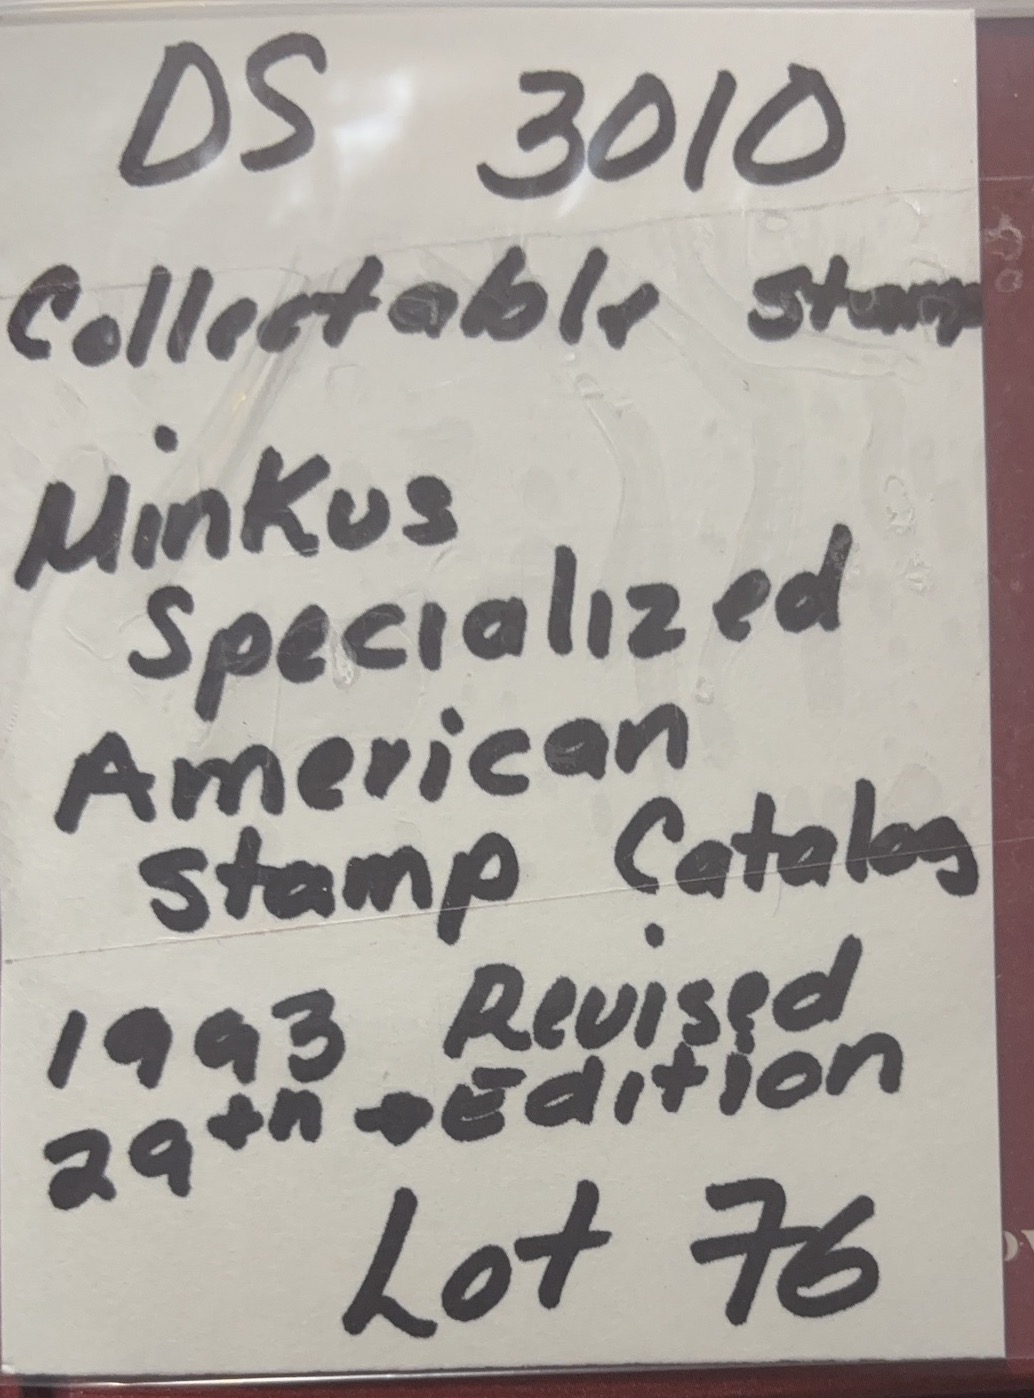 DS 3010
Collectable Stamp
Minkus
Specialized
American
Stamp Catalog
1993 Revised
29th Edition
Lot 76